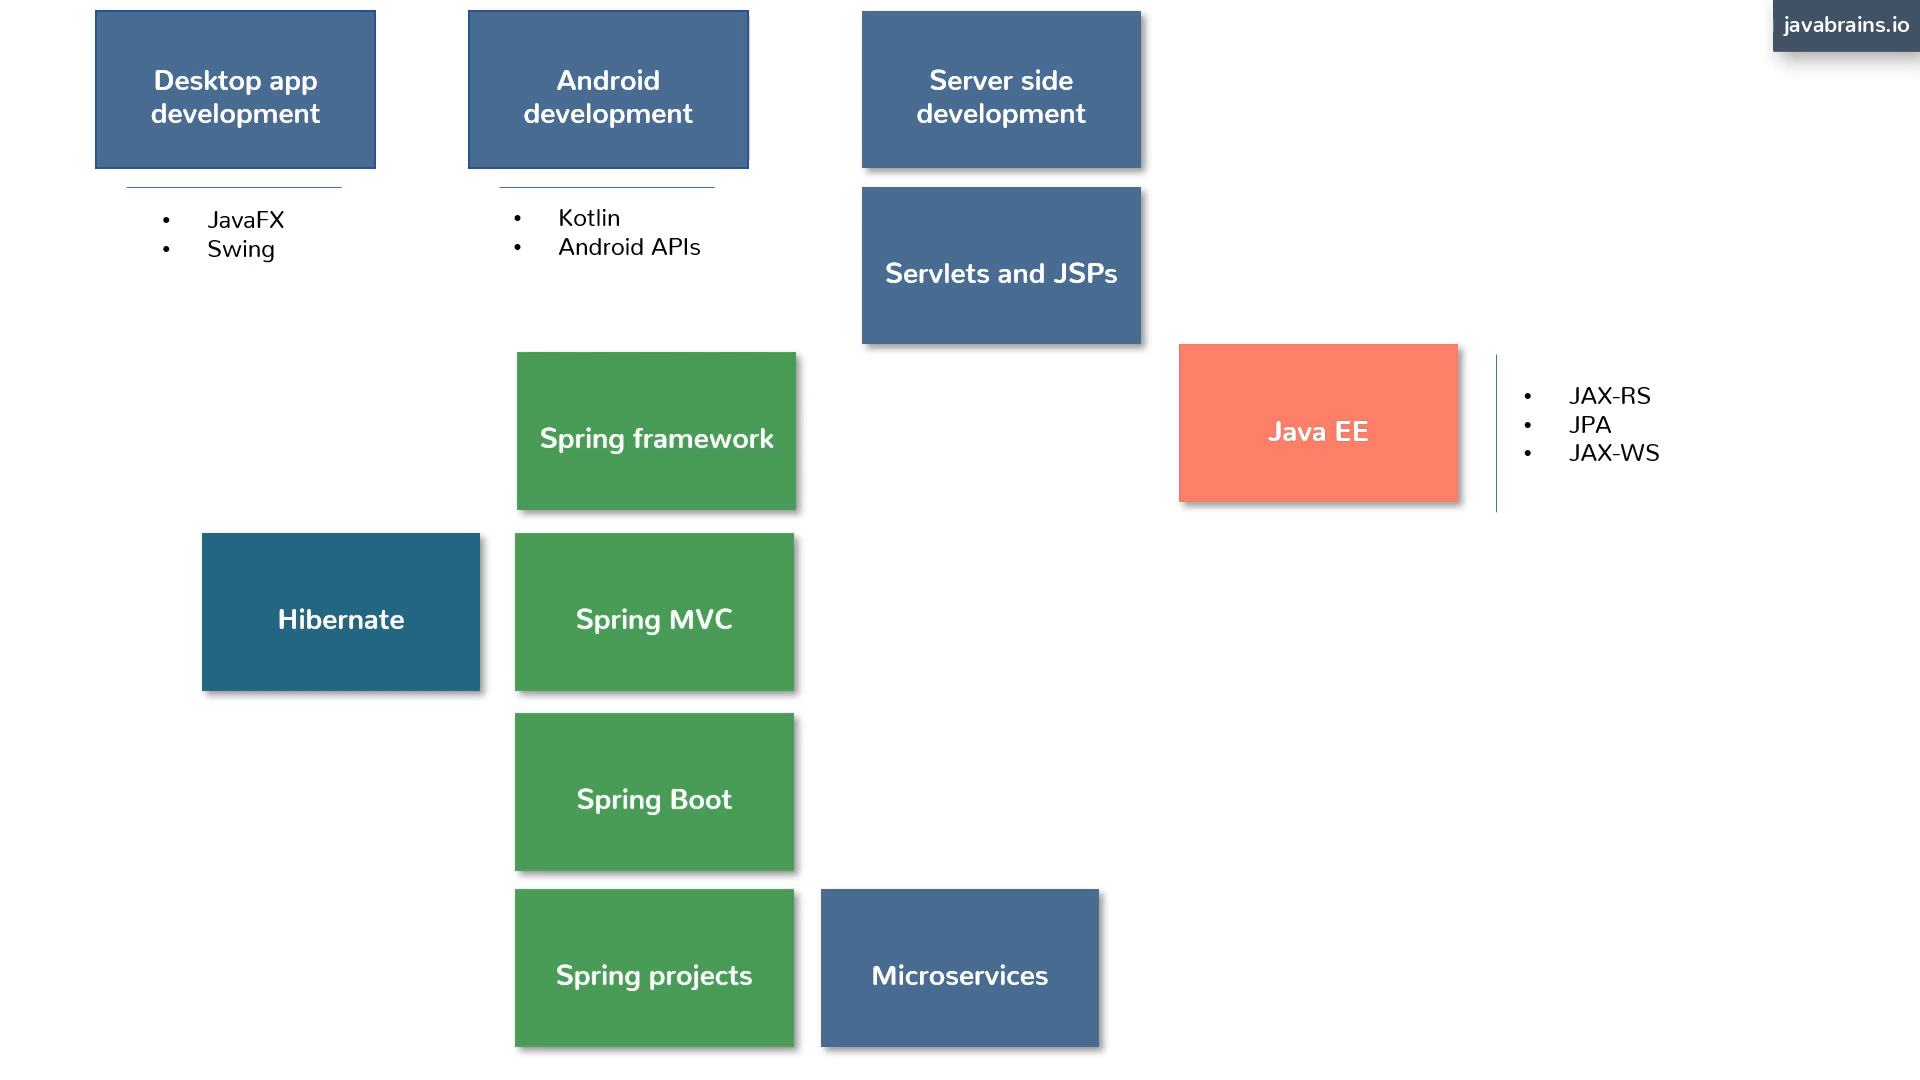 javabrains.io
Desktop app
development
Android
development
Server side
development
• JavaFX
• Swing
• Kotlin
• Android APIs
Servlets and JSPs
Spring framework
Java EE
• JAX-RS
• JPA
• JAX-WS
Hibernate
Spring MVC
Spring Boot
Spring projects
Microservices